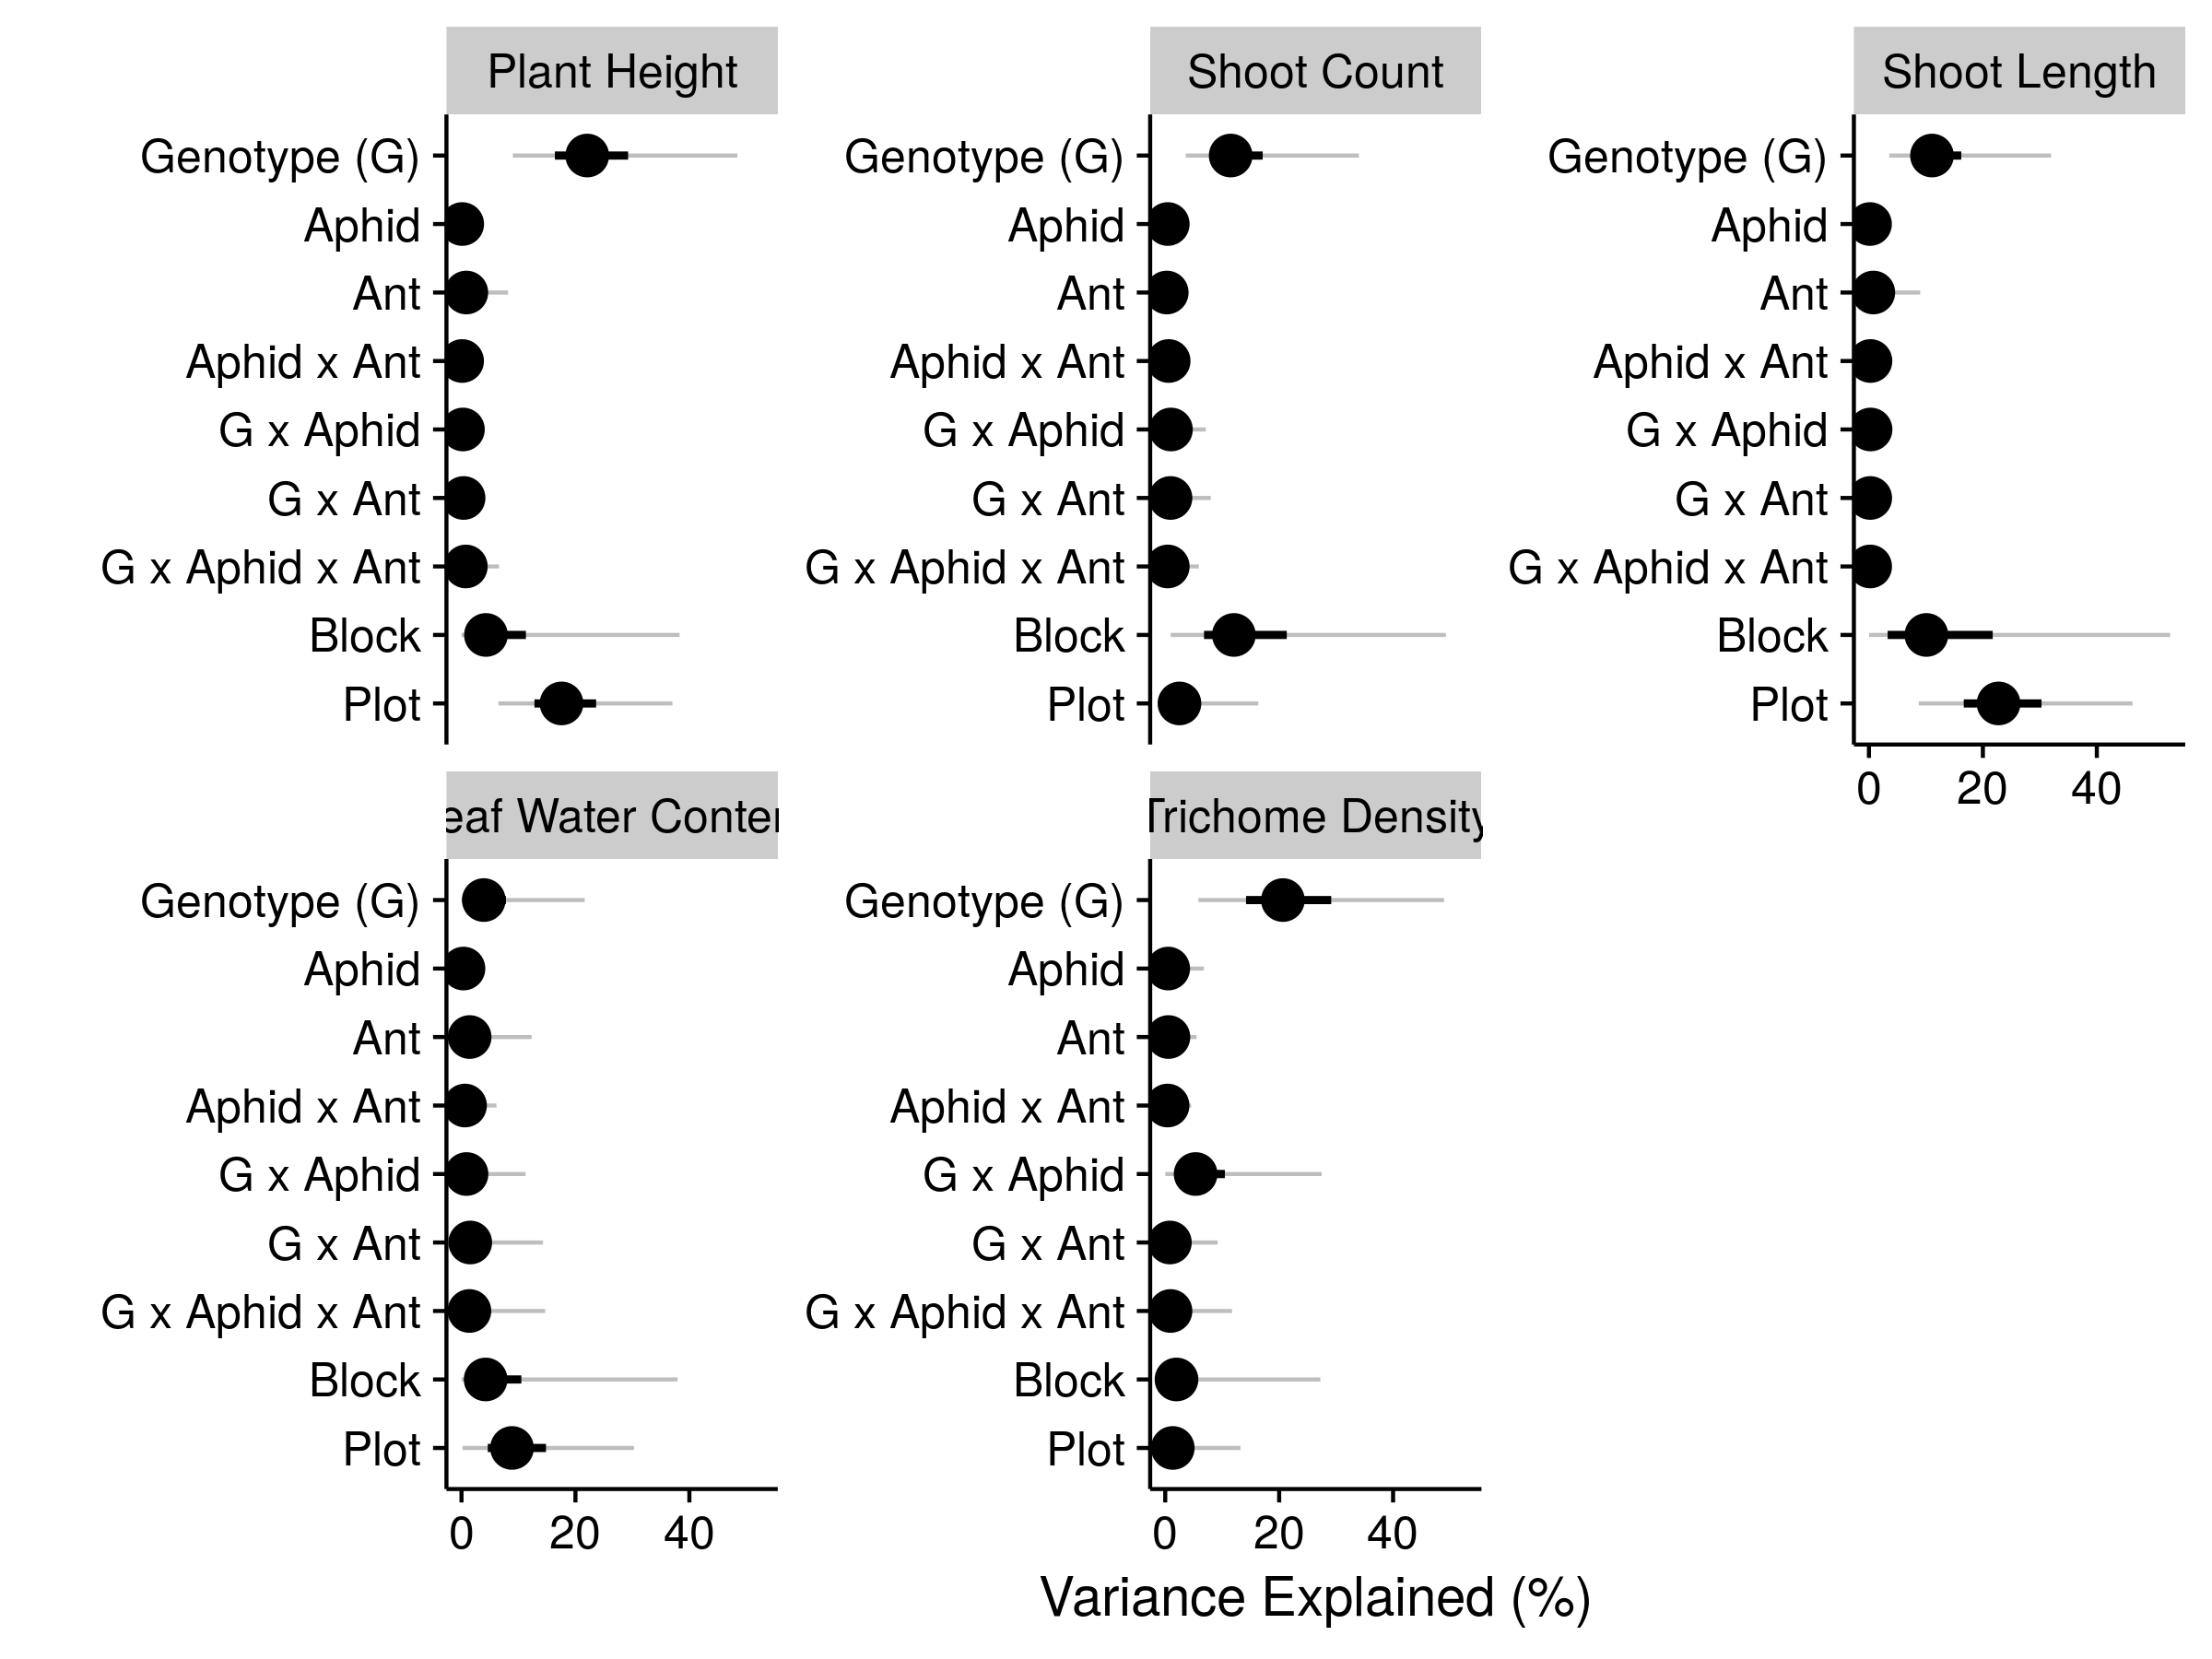 Plant Height
Genotype (G)
Aphid
Ant
Aphid x Ant
G x Aphid
G x Ant
G x Aphid x Ant
Block
Plot
Shoot Count
Genotype (G)
Aphid
Ant
Aphid x Ant
G x Aphid
G x Ant
G x Aphid x Ant
Block
Plot
Shoot Length
Genotype (G)
Aphid
Ant
Aphid x Ant
G x Aphid
G x Ant
G x Aphid x Ant
Block
Plot
0 20 40
eaf Water Conten
Genotype (G)
Aphid
Ant
Aphid x Ant
G x Aphid
G x Ant
G x Aphid x Ant
Block
Plot
0 20 40
Trichome Density
Genotype (G)
Aphid
Ant
Aphid x Ant
G x Aphid
G x Ant
G x Aphid x Ant
Block
Plot
0 20 40
Variance Explained (%)